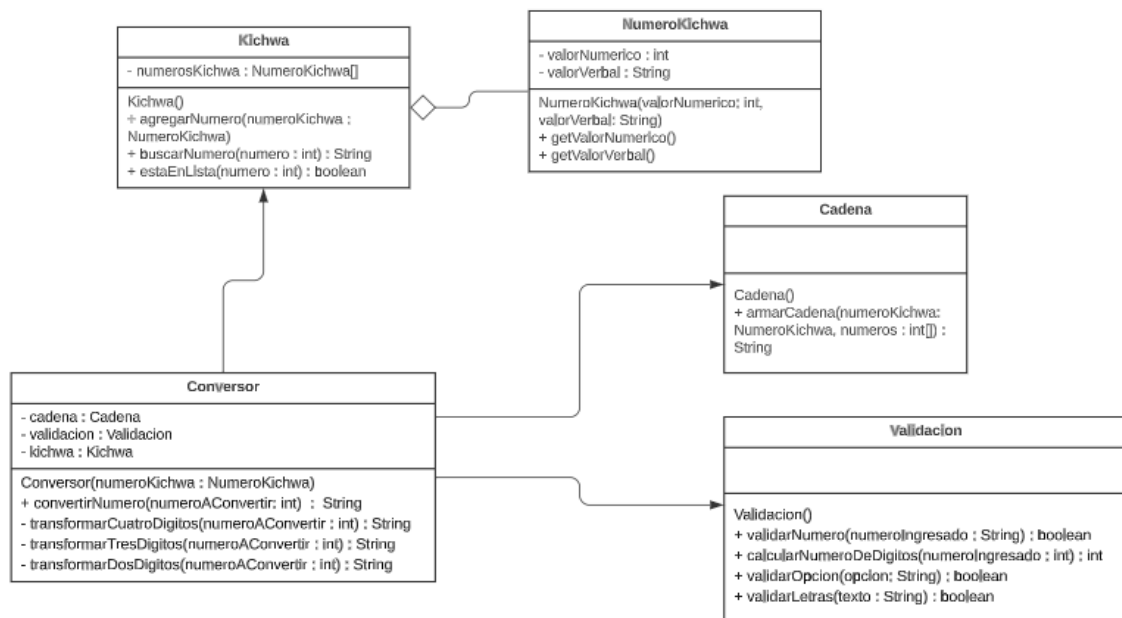 Kichwa
- numerosKichwa : NumeroKichwa[]
Kichwa()
+ agregarNumero(numeroKichwa :
NumeroKichwa)
+ buscarNumero(numero : int) : String
+ estaEnLista(numero : int) : boolean
NumeroKichwa
- valorNumerico : int
- valorVerbal : String
NumeroKichwa(valorNumerico: int,
valorVerbal: String)
+ getValorNumerico()
+ getValorVerbal()
Cadena
Cadena()
+ armarCadena(numeroKichwa:
NumeroKichwa, numeros : int[]) :
String
Conversor
- cadena : Cadena
- validacion : Validacion
- kichwa : Kichwa
Conversor(numeroKichwa : NumeroKichwa)
+ convertirNumero(numeroAConvertir: int) : String
- transformarCuatroDigitos(numeroAConvertir : int) : String
- transformarTresDigitos(numeroAConvertir : int) : String
- transformarDosDigitos(numeroAConvertir : int) : String
Validacion
Validacion()
+ validarNumero(numeroIngresado : String) : boolean
+ calcularNumeroDeDigitos(numeroIngresado : int) : int
+ validarOpcion(opcion: String) : boolean
+ validarLetras(texto : String) : boolean